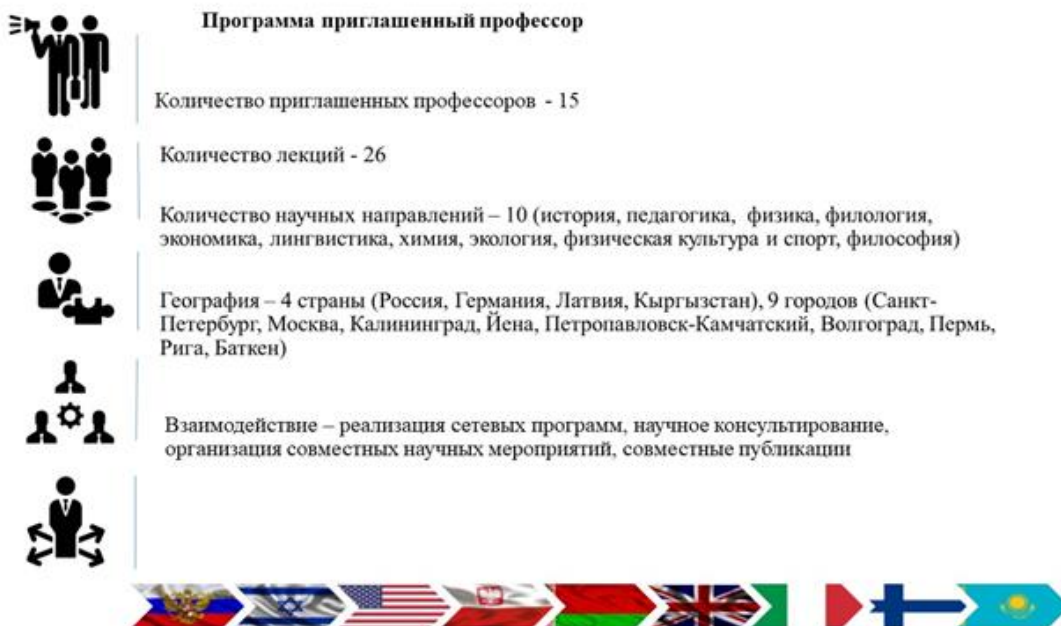 Программа приглашенный профессор
Количество приглашенных профессоров - 15
Количество лекций - 26
Количество научных направлений – 10 (история, педагогика, физика, филология,
экономика, лингвистика, химия, экология, физическая культура и спорт, философия)
География – 4 страны (Россия, Германия, Латвия, Кыргызстан), 9 городов (Санкт-
Петербург, Москва, Калининград, Йена, Петропавловск-Камчатский, Волгоград, Пермь,
Рига, Баткен)
Взаимодействие – реализация сетевых программ, научное консультирование,
организация совместных научных мероприятий, совместные публикации